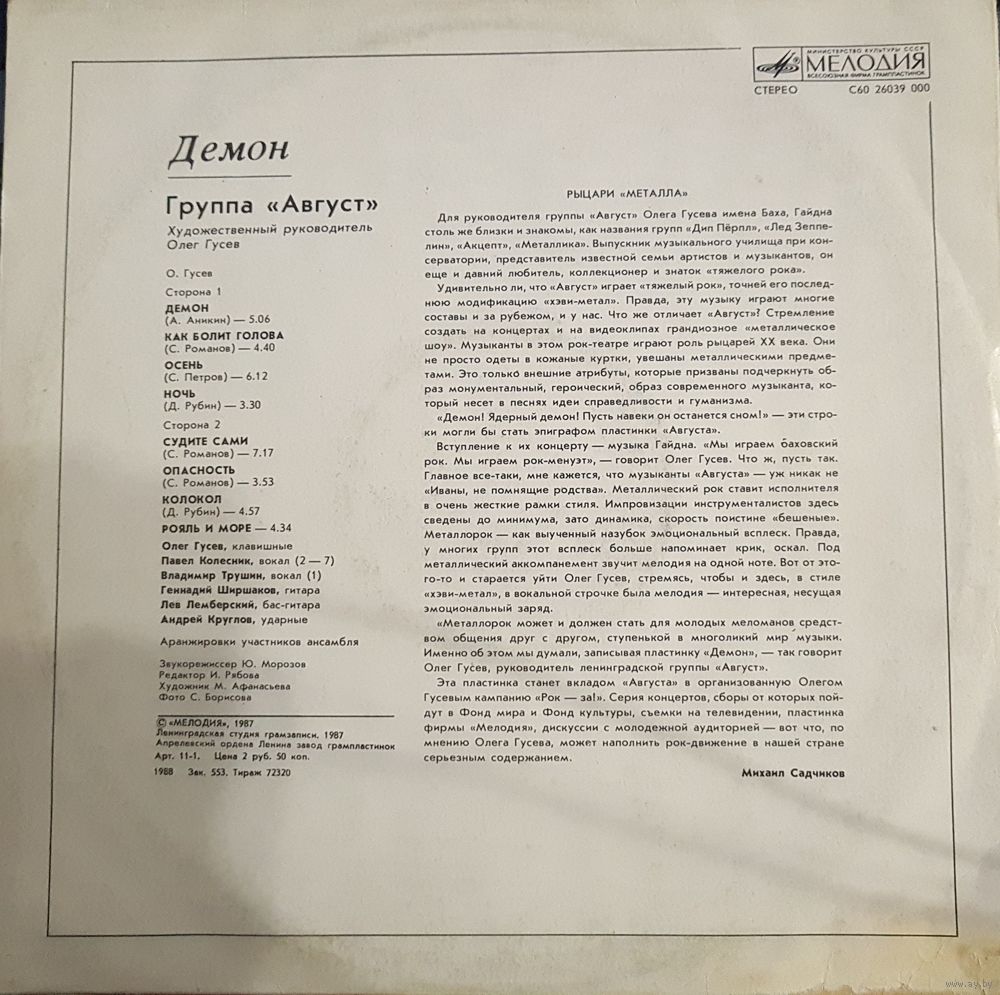 МИНИСТЕРСТВО КУЛЬТУРЫ СССР
МЕЛОДИЯ
ВСЕСОЮЗНАЯ ФИРМА ГРАМПЛАСТИНОК
СТЕРЕО С60 26039 000
Демон
Группа «Август»
Художественный руководитель
Олег Гусев
О. Гусев
Сторона 1
ДЕМОН
(А. Аникин) — 5.06
КАК БОЛИТ ГОЛОВА
(С. Романов) — 4.40
ОСЕНЬ
(С. Петров) — 6.12
НОЧЬ
(Д. Рубин) — 3.30
Сторона 2
СУДИТЕ САМИ
(С. Романов) — 7.17
ОПАСНОСТЬ
(С. Романов) — 3.53
КОЛОКОЛ
(Д. Рубин) — 4.57
РОЯЛЬ И МОРЕ — 4.34
Олег Гусев, клавишные
Павел Колесник, вокал (2 — 7)
Владимир Трушин, вокал (1)
Геннадий Ширшаков, гитара
Лев Лемберский, бас-гитара
Андрей Круглов, ударные
Аранжировки участников ансамбля
Звукорежиссер Ю. Морозов
Редактор И. Рябова
Художник М. Афанасьева
Фото С. Борисова
© «МЕЛОДИЯ», 1987
Ленинградская студия грамзаписи, 1987
Апрелевский ордена Ленина завод грампластинок
Арт. 11-1. Цена 2 руб. 50 коп.
1988 Зак. 553. Тираж 72320
РЫЦАРИ «МЕТАЛЛА»
Для руководителя группы «Август» Олега Гусева имена Баха, Гайдна
столь же близки и знакомы, как названия групп «Дип Пёрпл», «Лед Зеппе-
лин», «Акцепт», «Металлика». Выпускник музыкального училища при кон-
серватории, представитель известной семьи артистов и музыкантов, он
еще и давний любитель, коллекционер и знаток «тяжелого рока».
Удивительно ли, что «Август» играет «тяжелый рок», точней его послед-
нюю модификацию «хэви-метал». Правда, эту музыку играют многие
составы и за рубежом, и у нас. Что же отличает «Август»? Стремление
создать на концертах и на видеоклипах грандиозное «металлическое
шоу». Музыканты в этом рок-театре играют роль рыцарей XX века. Они
не просто одеты в кожаные куртки, увешаны металлическими предме-
тами. Это только внешние атрибуты, которые призваны подчеркнуть об-
раз монументальный, героический, образ современного музыканта, ко-
торый несет в песнях идеи справедливости и гуманизма.
«Демон! Ядерный демон! Пусть навеки он останется сном!» — эти стро-
ки могли бы стать эпиграфом пластинки «Августа».
Вступление к их концерту — музыка Гайдна. «Мы играем баховский
рок. Мы играем рок-менуэт», — говорит Олег Гусев. Что ж, пусть так.
Главное все-таки, мне кажется, что музыканты «Августа» — уж никак не
«Иваны, не помнящие родства». Металлический рок ставит исполнителя
в очень жесткие рамки стиля. Импровизации инструменталистов здесь
сведены до минимума, зато динамика, скорость поистине «бешеные».
Металлорок — как выученный назубок эмоциональный всплеск. Правда,
у многих групп этот всплеск больше напоминает крик, оскал. Под
металлический аккомпанемент звучит мелодия на одной ноте. Вот от это-
го-то и старается уйти Олег Гусев, стремясь, чтобы и здесь, в стиле
«хэви-метал», в вокальной строчке была мелодия — интересная, несущая
эмоциональный заряд.
«Металлорок может и должен стать для молодых меломанов средст-
вом общения друг с другом, ступенькой в многоликий мир музыки.
Именно об этом мы думали, записывая пластинку «Демон», — так говорит
Олег Гусев, руководитель ленинградской группы «Август».
Эта пластинка станет вкладом «Августа» в организованную Олегом
Гусевым кампанию «Рок — за!». Серия концертов, сборы от которых пой-
дут в Фонд мира и Фонд культуры, съемки на телевидении, пластинка
фирмы «Мелодия», дискуссии с молодежной аудиторией — вот что, по
мнению Олега Гусева, может наполнить рок-движение в нашей стране
серьезным содержанием.
Михаил Садчиков
www.ay.by